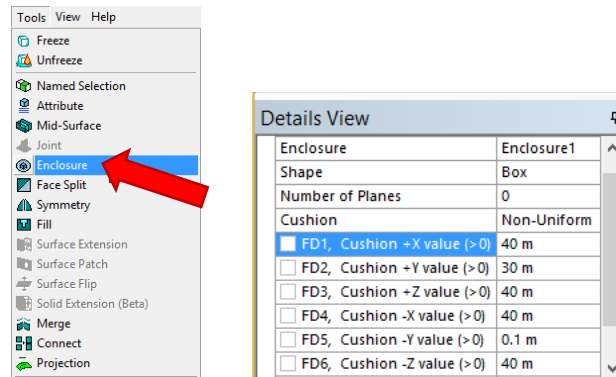 Tools View Help
Freeze
Unfreeze
Named Selection
Attribute
Mid-Surface
Joint
Enclosure
Face Split
Symmetry
Fill
Surface Extension
Surface Patch
Surface Flip
Solid Extension (Beta)
Merge
Connect
Projection
Details View
Enclosure Enclosure1
Shape Box
Number of Planes 0
Cushion Non-Uniform
FD1, Cushion +X value (>0) 40 m
FD2, Cushion +Y value (>0) 30 m
FD3, Cushion +Z value (>0) 40 m
FD4, Cushion -X value (>0) 40 m
FD5, Cushion -Y value (>0) 0.1 m
FD6, Cushion -Z value (>0) 40 m